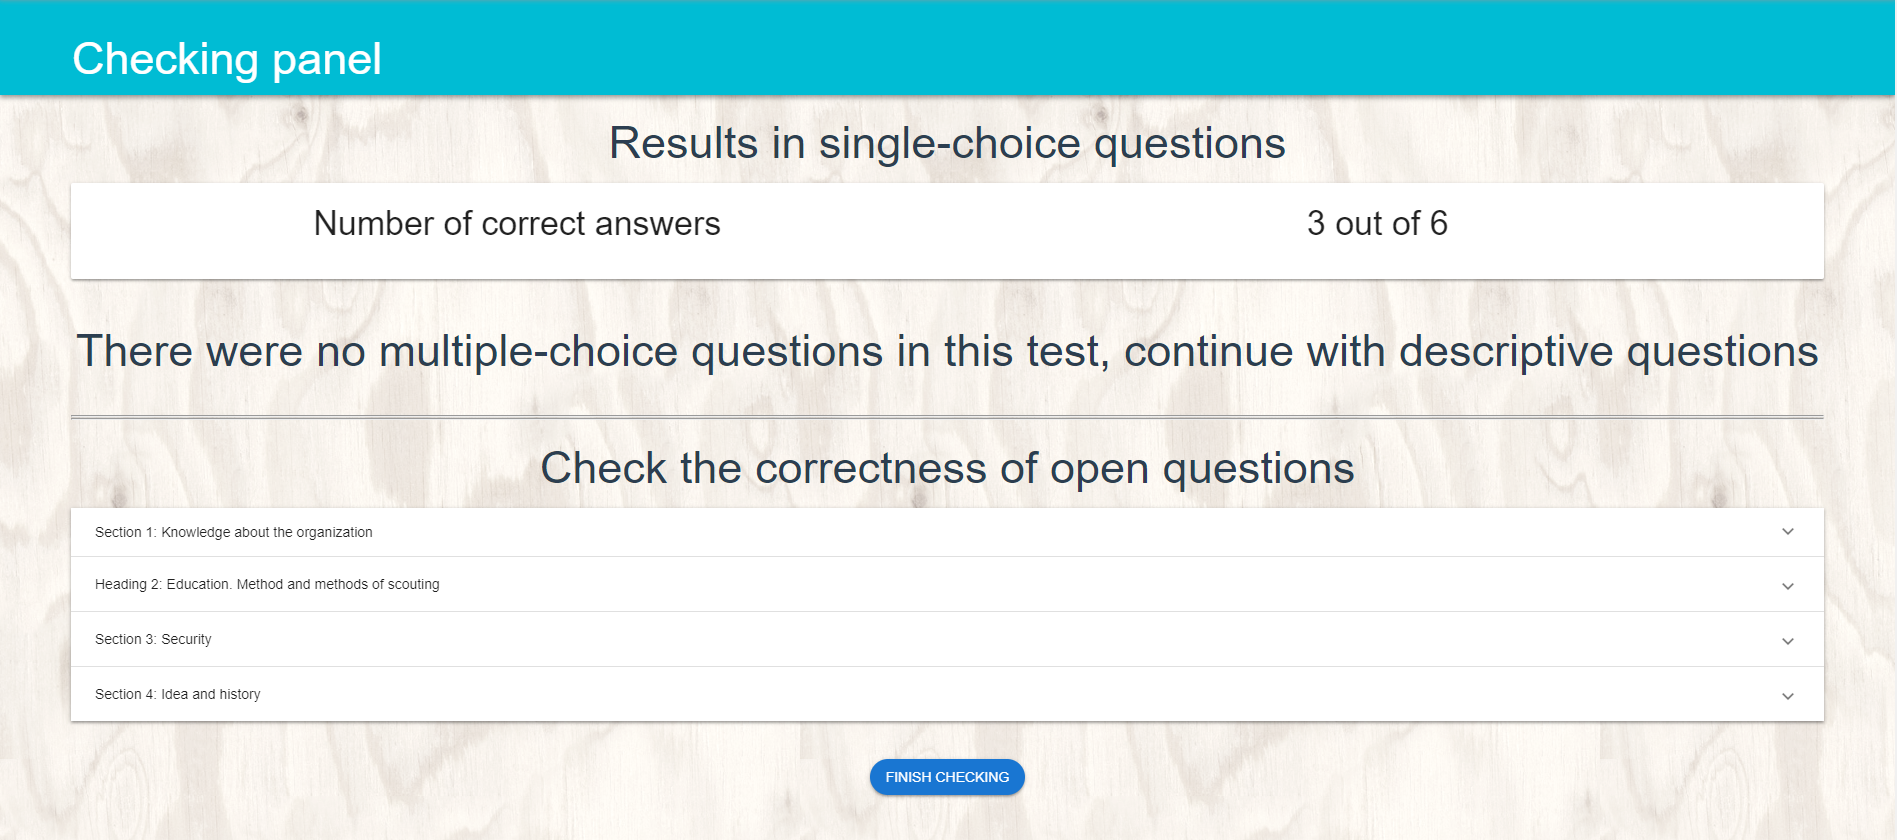 Checking panel
Results in single-choice questions
Number of correct answers 3 out of 6
There were no multiple-choice questions in this test, continue with descriptive questions
Check the correctness of open questions
Section 1: Knowledge about the organization
Heading 2: Education. Method and methods of scouting
Section 3: Security
Section 4: Idea and history
FINISH CHECKING